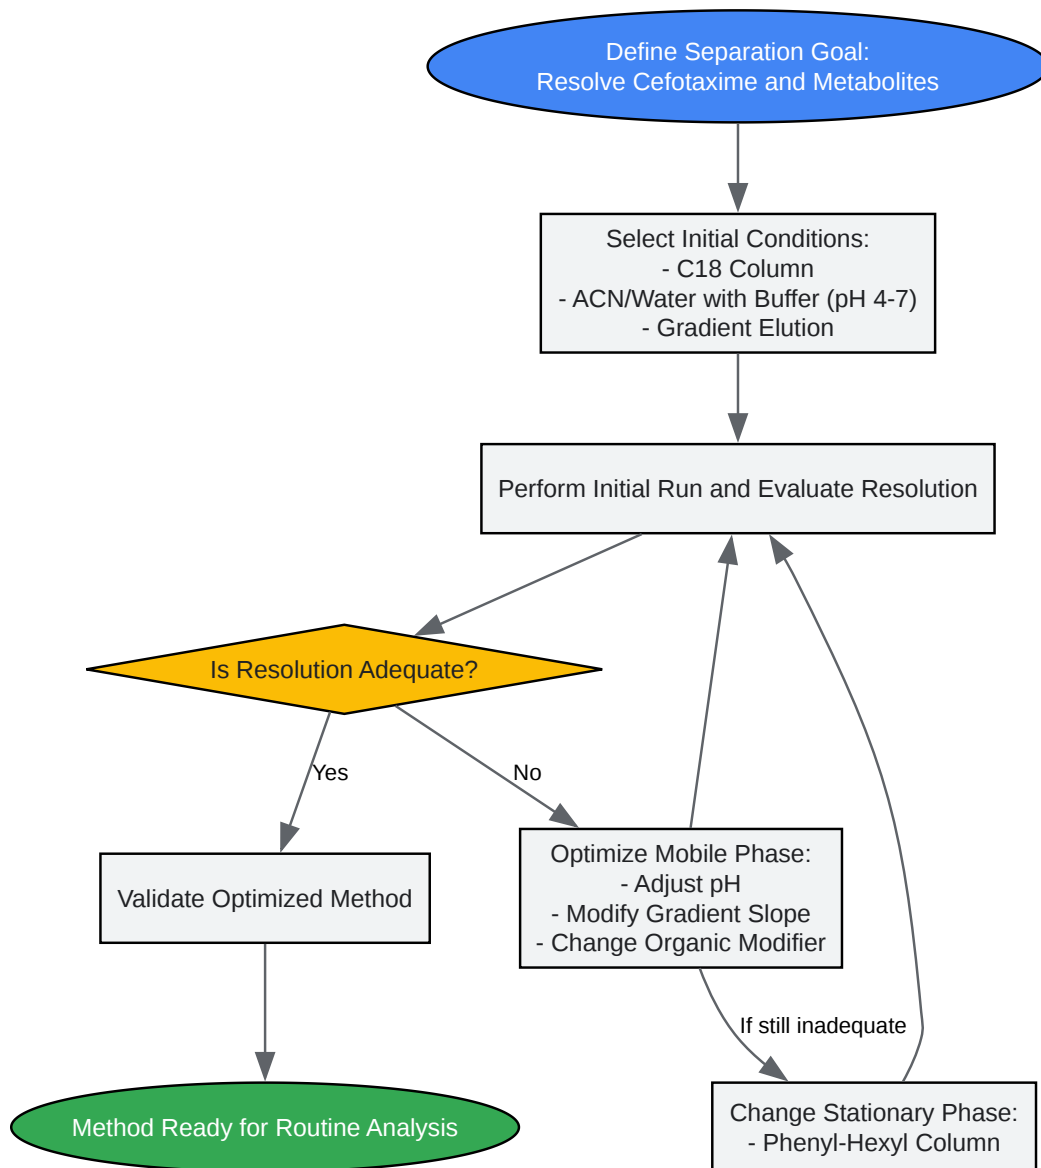 Define Separation Goal:
Resolve Cefotaxime and Metabolites
Select Initial Conditions:
- C18 Column
- ACN/Water with Buffer (pH 4-7)
- Gradient Elution
Perform Initial Run and Evaluate Resolution
Is Resolution Adequate?
Yes
No
Validate Optimized Method
Optimize Mobile Phase:
- Adjust pH
- Modify Gradient Slope
- Change Organic Modifier
If still inadequate
Method Ready for Routine Analysis
Change Stationary Phase:
- Phenyl-Hexyl Column